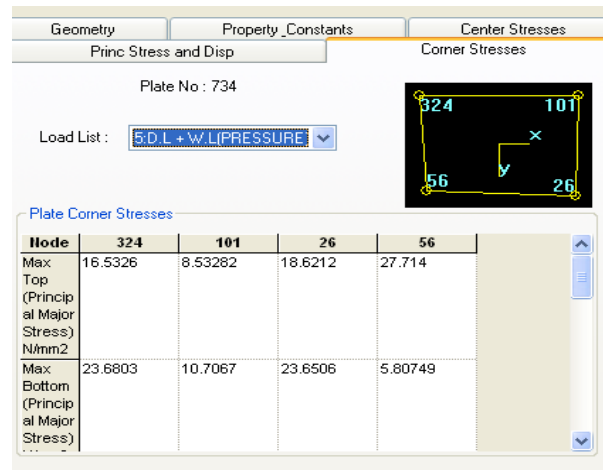 Geometry Property_Constants Center Stresses
Princ Stress and Disp Corner Stresses
Plate No : 734
Load List : 5:D.L + W.L(PRESSURE
324 101
x
y
56 26
Plate Corner Stresses
Node 324 101 26 56
Max 16.5326 8.53282 18.6212 27.714
Top
(Princip
al Major
Stress)
N/mm2
Max 23.6803 10.7067 23.6506 5.80749
Bottom
(Princip
al Major
Stress)